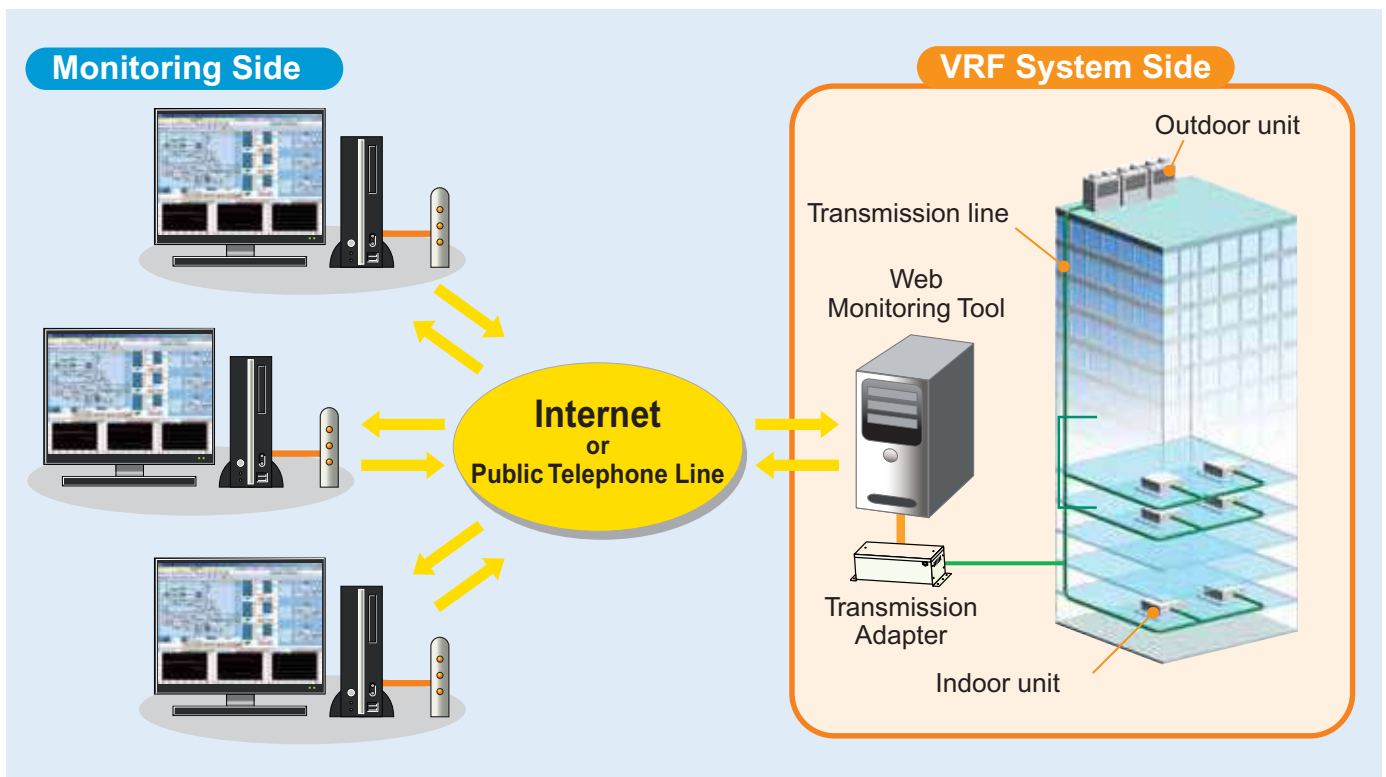 Monitoring Side
VRF System Side
Outdoor unit
Transmission line
Web
Monitoring Tool
Internet
or
Public Telephone Line
Transmission
Adapter
Indoor unit